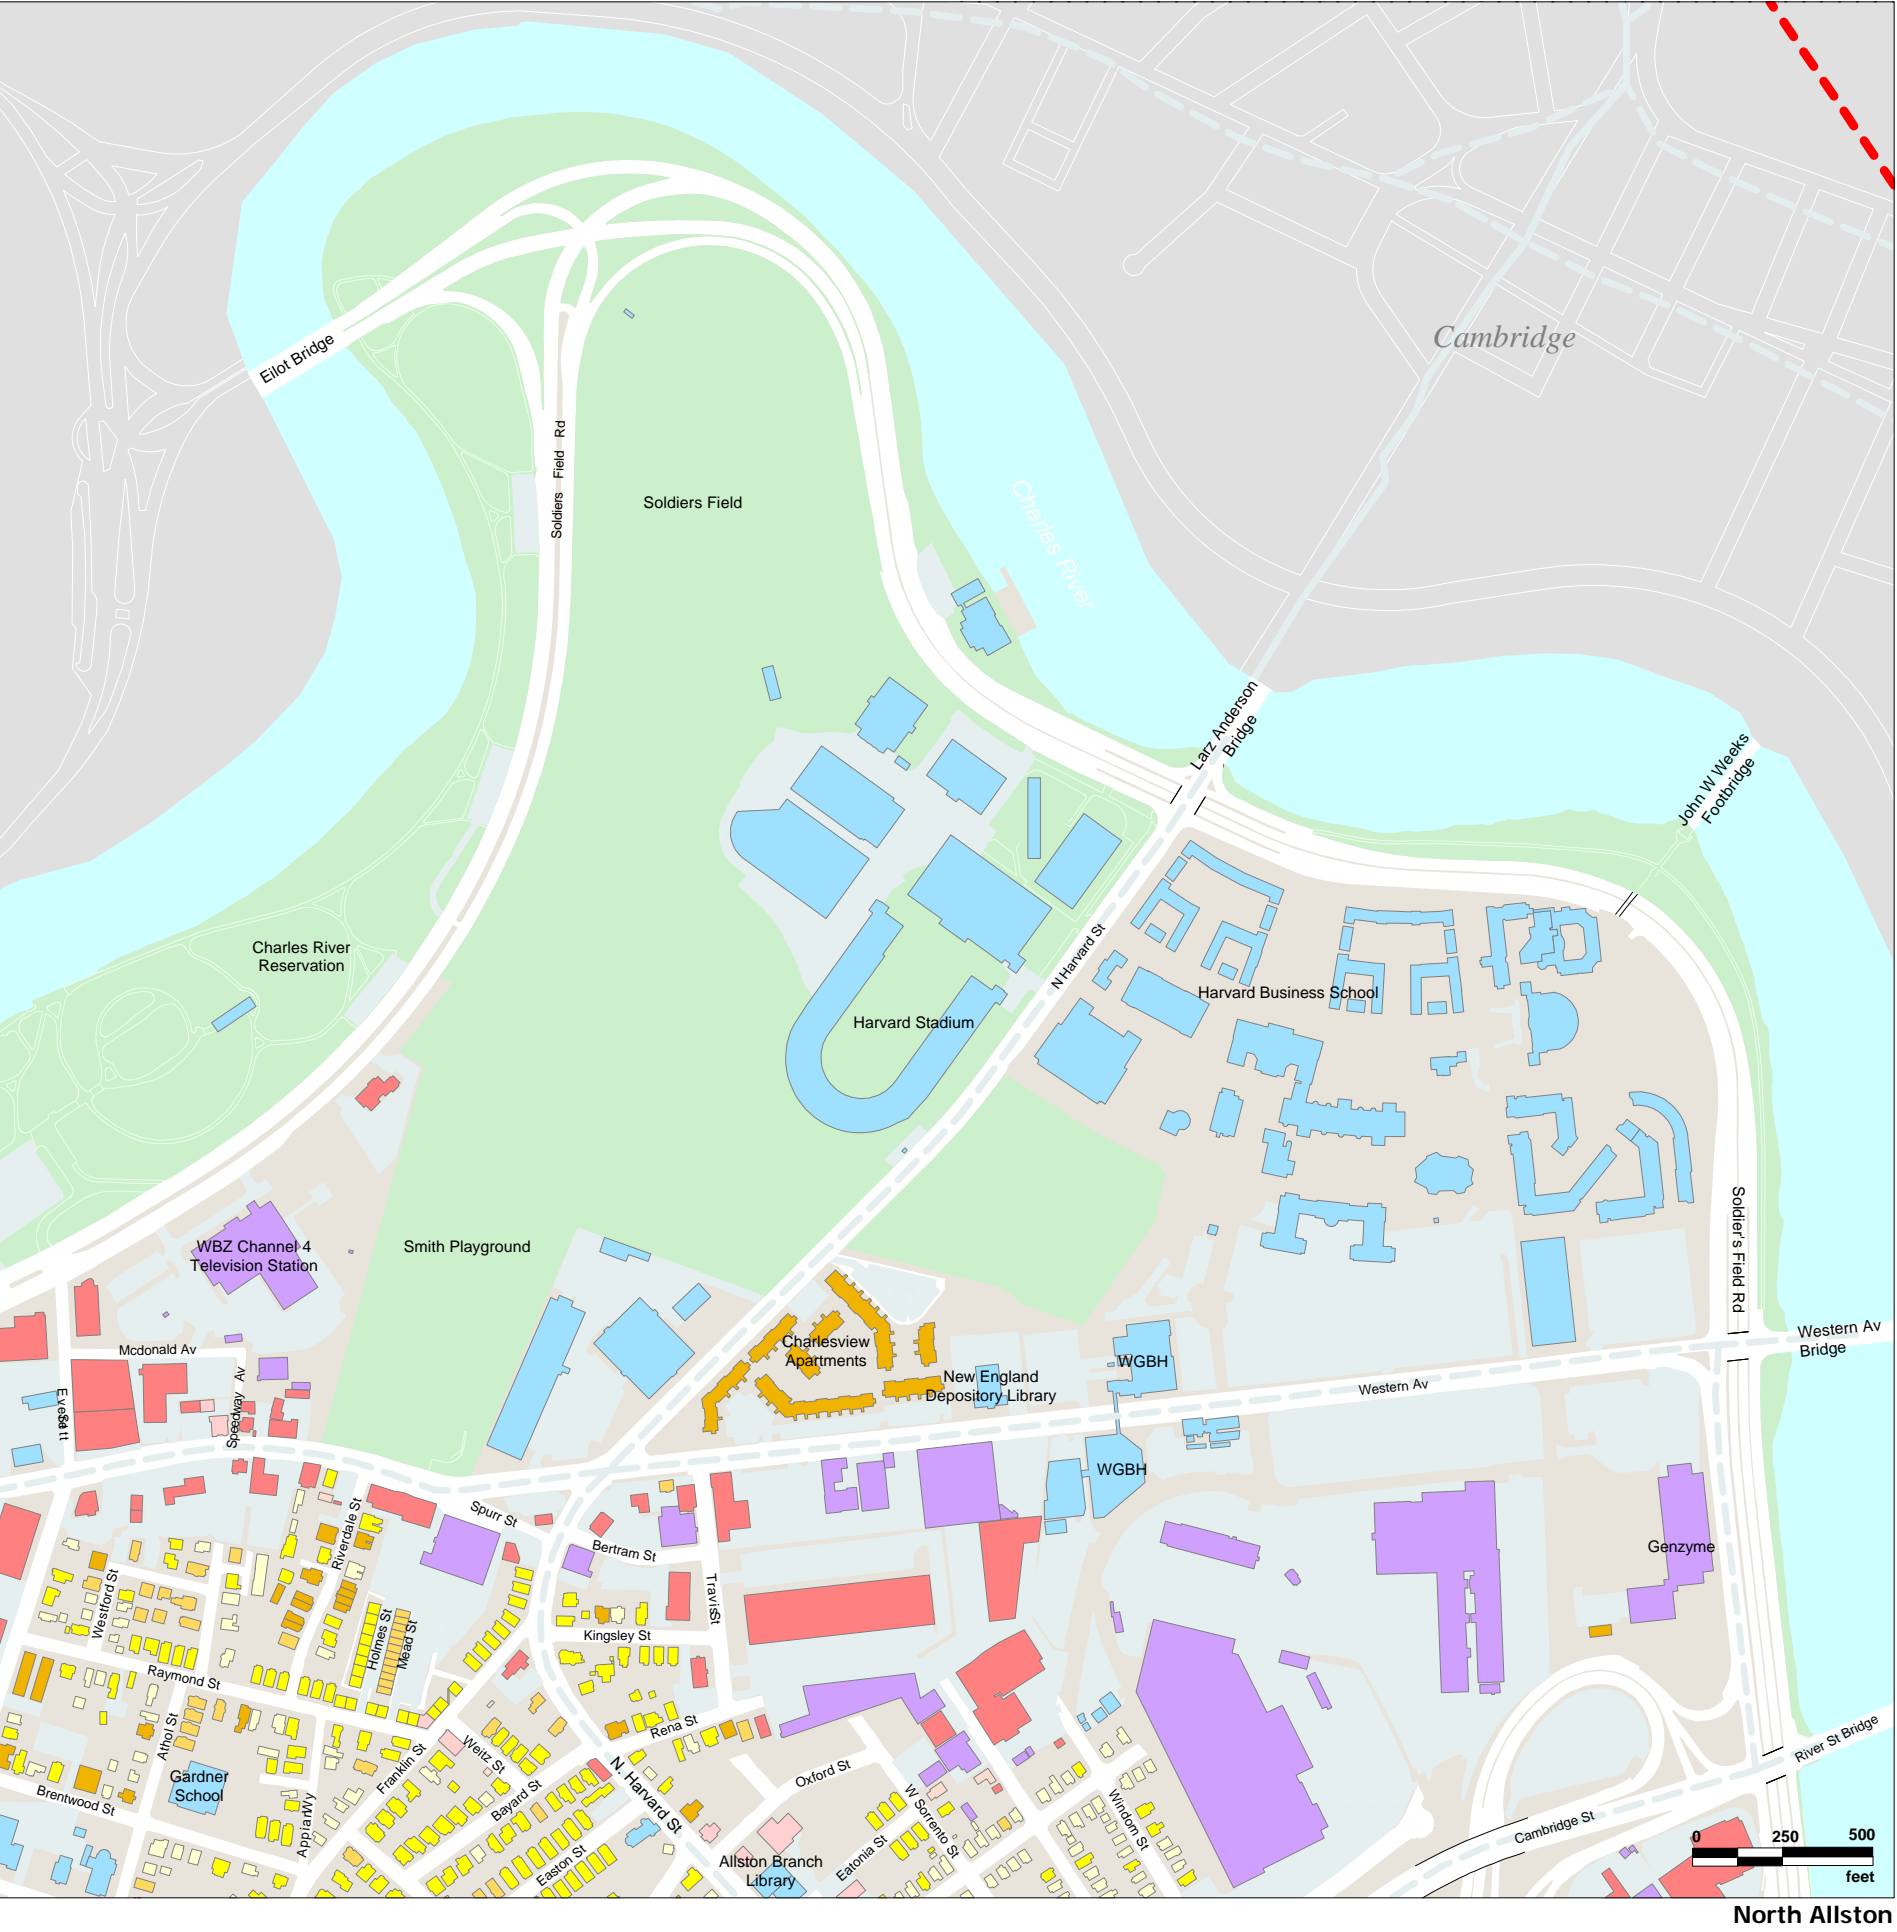 Cambridge
Eilot Bridge
Soldiers Field Rd
Soldiers Field
Charles River
Larz Anderson
Bridge
John W Weeks
Footbridge
Charles River
Reservation
N Harvard St
Harvard Business School
Harvard Stadium
WBZ Channel 4
Television Station
Smith Playground
Soldier's Field Rd
Western Av
Bridge
Mcdonald Av
Charlesview
Apartments
WGBH
New England
Depository Library
Western Av
Speedway Av
WGBH
Spurr St
Riverdale St
Bertram St
Genzyme
Travis St
Westford St
Holmes St
Mead St
Kingsley St
Raymond St
Rena St
Athol St
Weitz St
Franklin St
River St Bridge
Gardner
School
Oxford St
N. Harvard St
Brentwood St
Bayard St
Appian Wy
W Sorrento St
Windom St
Cambridge St
0 250 500
feet
Easton St
Eatonia St
Allston Branch
Library
North Allston